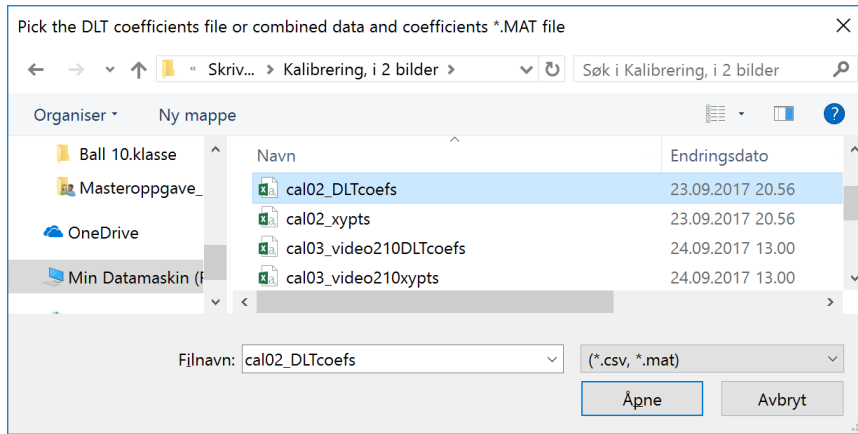 Pick the DLT coefficients file or combined data and coefficients *.MAT file
« Skriv... > Kalibrering, i 2 bilder > Søk i Kalibrering, i 2 bilder
Organiser Ny mappe ?
Ball 10.klasse
Masteroppgave_
OneDrive
Min Datamaskin (
Navn Endringsdato
cal02_DLTcoefs 23.09.2017 20.56
cal02_xypts 23.09.2017 20.56
cal03_video210DLTcoefs 24.09.2017 13.00
cal03_video210xypts 24.09.2017 13.00
Filnavn: cal02_DLTcoefs (*.csv, *.mat)
Åpne Avbryt